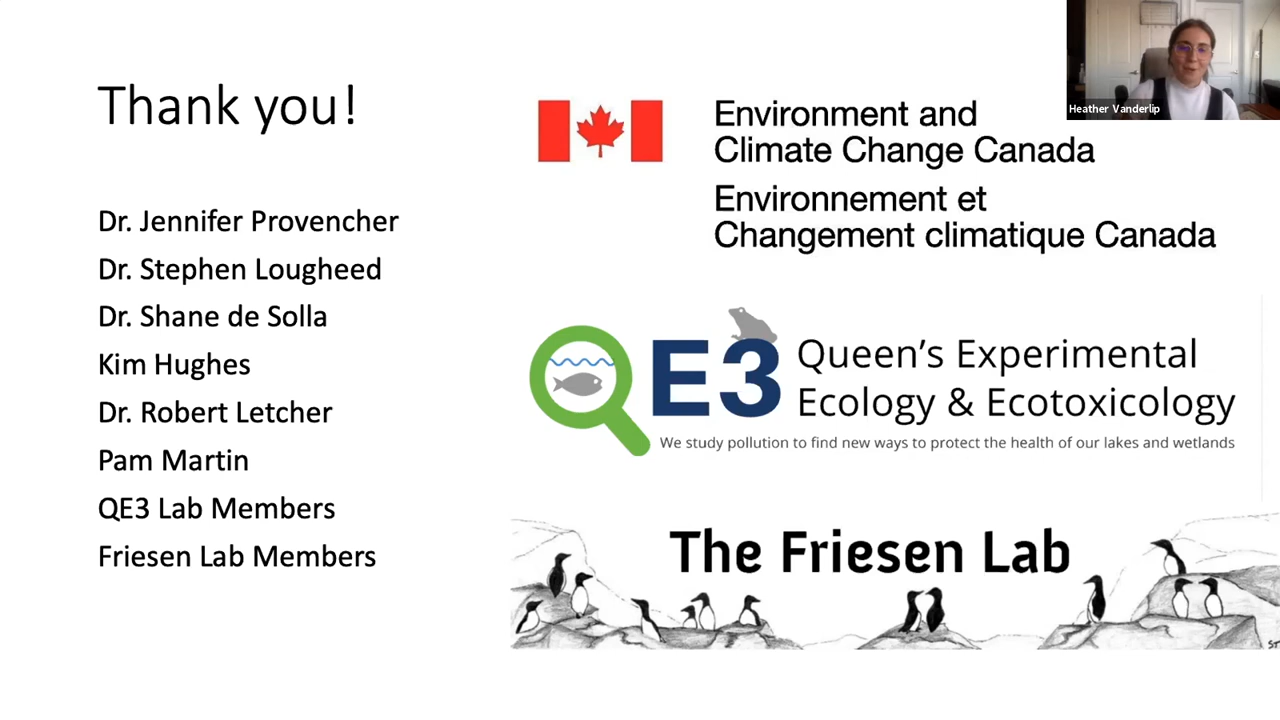 Thank you!
Dr. Jennifer Provencher
Dr. Stephen Lougheed
Dr. Shane de Solla
Kim Hughes
Dr. Robert Letcher
Pam Martin
QE3 Lab Members
Friesen Lab Members
Environment and
Climate Change Canada
Environnement et
Changement climatique Canada
Heather Vanderlip
QE3 Queen's Experimental
Ecology & Ecotoxicology
We study pollution to find new ways to protect the health of our lakes and wetlands
The Friesen Lab